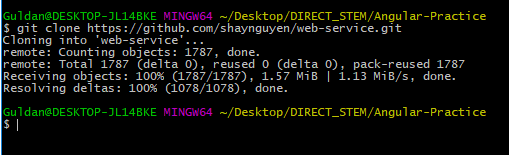 Guldan@DESKTOP-JL14BKE MINGW64 ~/Desktop/DIRECT_STEM/Angular-Practice
$ git clone https://github.com/shaynguyen/web-service.git
Cloning into 'web-service'...
remote: Counting objects: 1787, done.
remote: Total 1787 (delta 0), reused 0 (delta 0), pack-reused 1787
Receiving objects: 100% (1787/1787), 1.57 MiB | 1.13 MiB/s, done.
Resolving deltas: 100% (1078/1078), done.
Guldan@DESKTOP-JL14BKE MINGW64 ~/Desktop/DIRECT_STEM/Angular-Practice
$